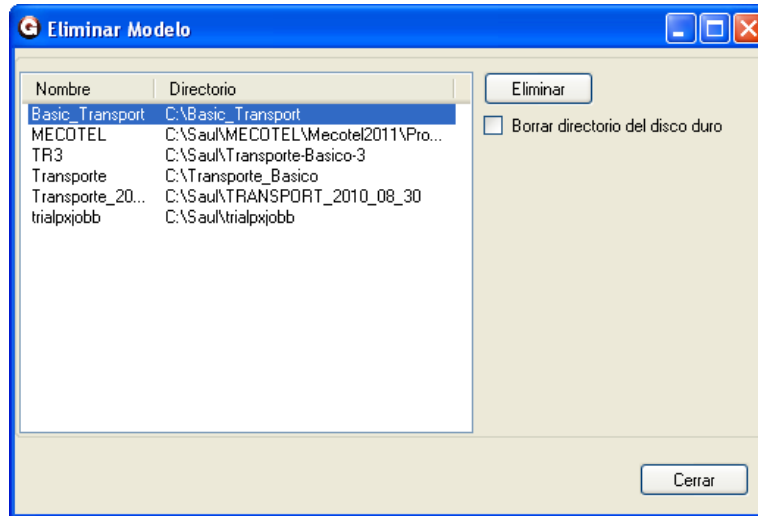 G Eliminar Modelo
Nombre Directorio
Basic_Transport C:\Basic_Transport
MECOTEL C:\Saul\MECOTEL\Mecotel2011\Pro...
TR3 C:\Saul\Transporte-Basico-3
Transporte C:\Transporte_Basico
Transporte_20... C:\Saul\TRANSPORT_2010_08_30
trialpxjobb C:\Saul\trialpxjobb
Eliminar
Borrar directorio del disco duro
Cerrar